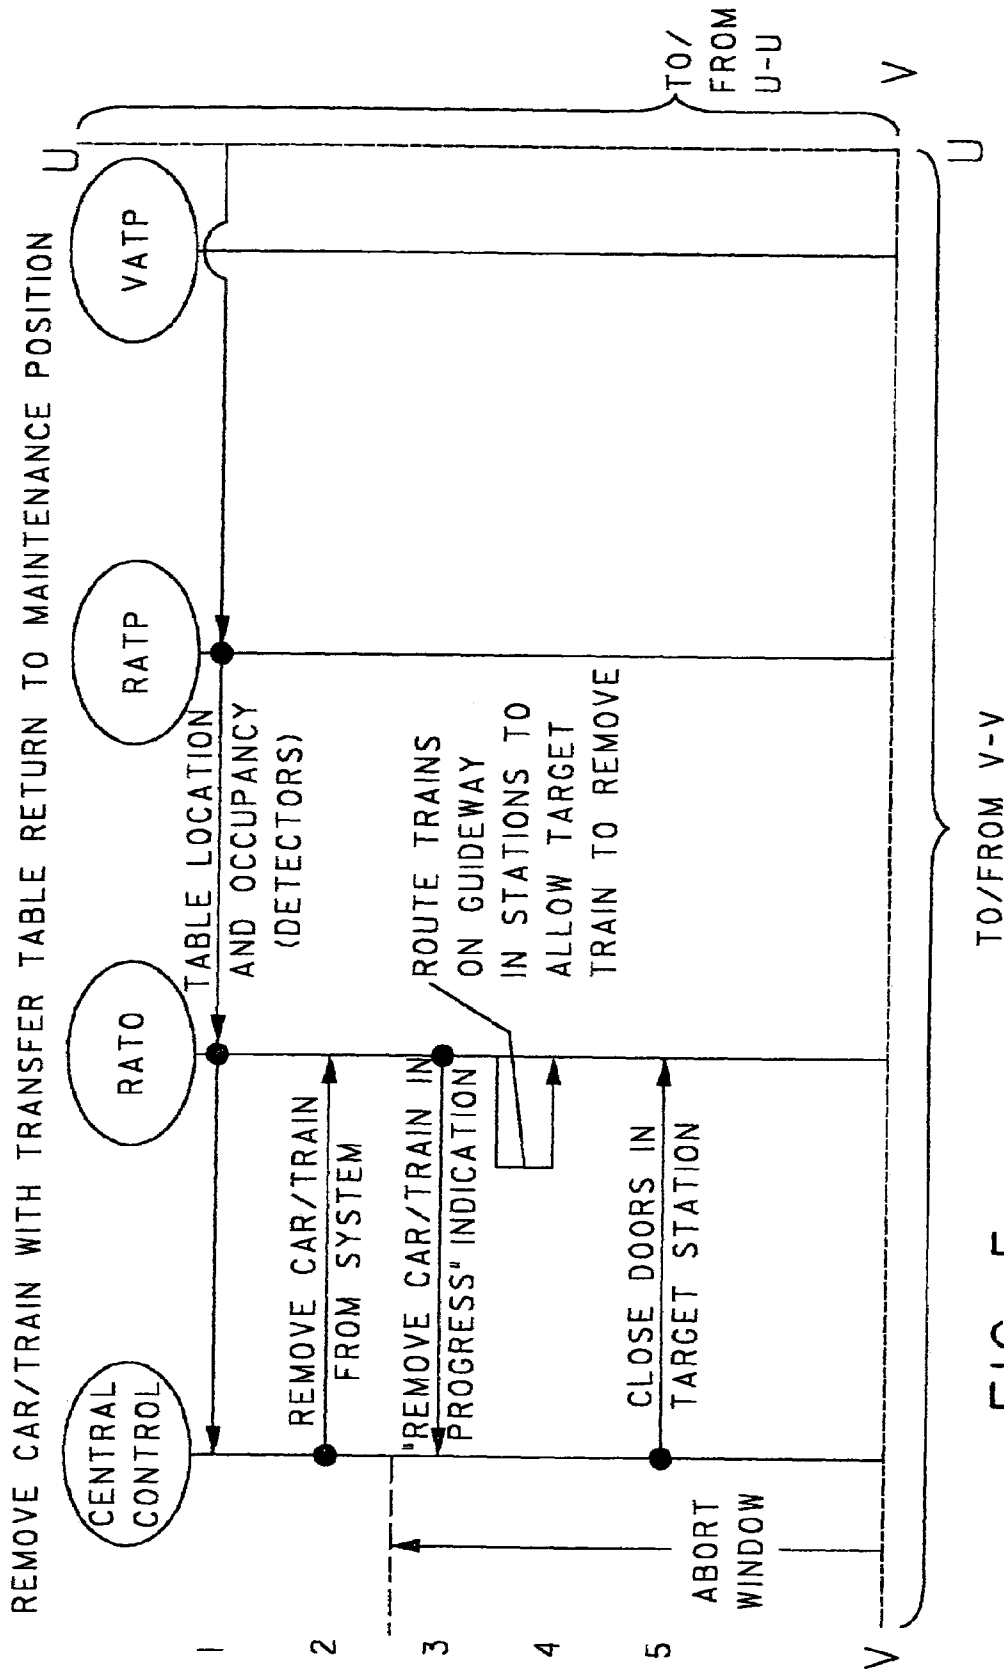 REMOVE CAR/TRAIN WITH TRANSFER TABLE RETURN TO MAINTENANCE POSITION
CENTRAL
CONTROL
RATO
RATP
VATP
U
1
TABLE LOCATION
AND OCCUPANCY
(DETECTORS)
2
REMOVE CAR/TRAIN
FROM SYSTEM
3
"REMOVE CAR/TRAIN IN
PROGRESS" INDICATION
4
ROUTE TRAINS
ON GUIDEWAY
IN STATIONS TO
ALLOW TARGET
TRAIN TO REMOVE
5
CLOSE DOORS IN
TARGET STATION
ABORT
WINDOW
TO/
FROM
U-U
V
V
U
TO/FROM V-V